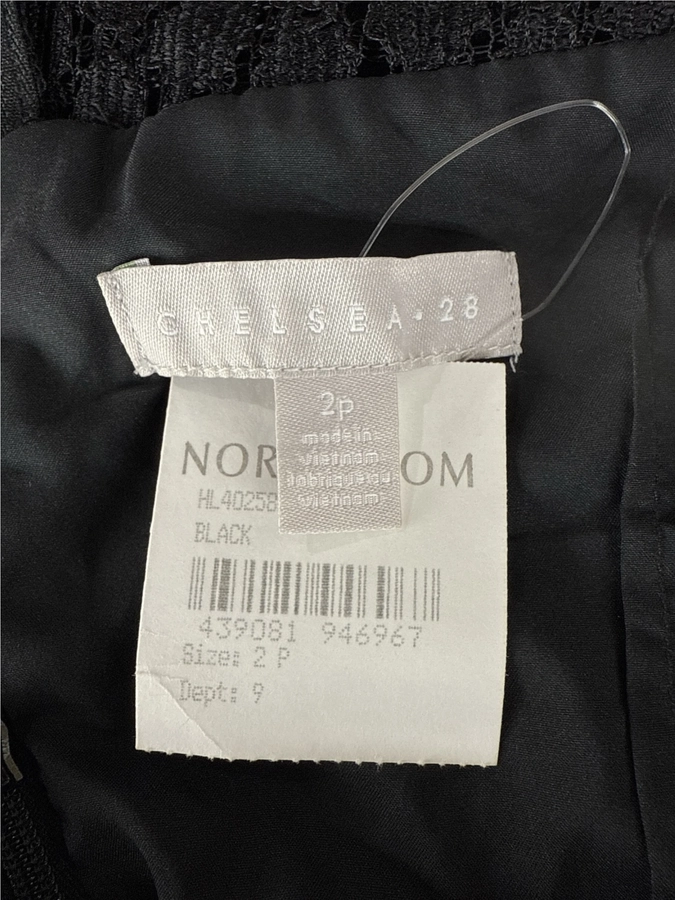 CHELSEA•28
2p
made in:
vietnam
fabriqué au
vietnam
NOR OM
HL40258
BLACK
439081 946967
Size: 2 P
Dept: 9